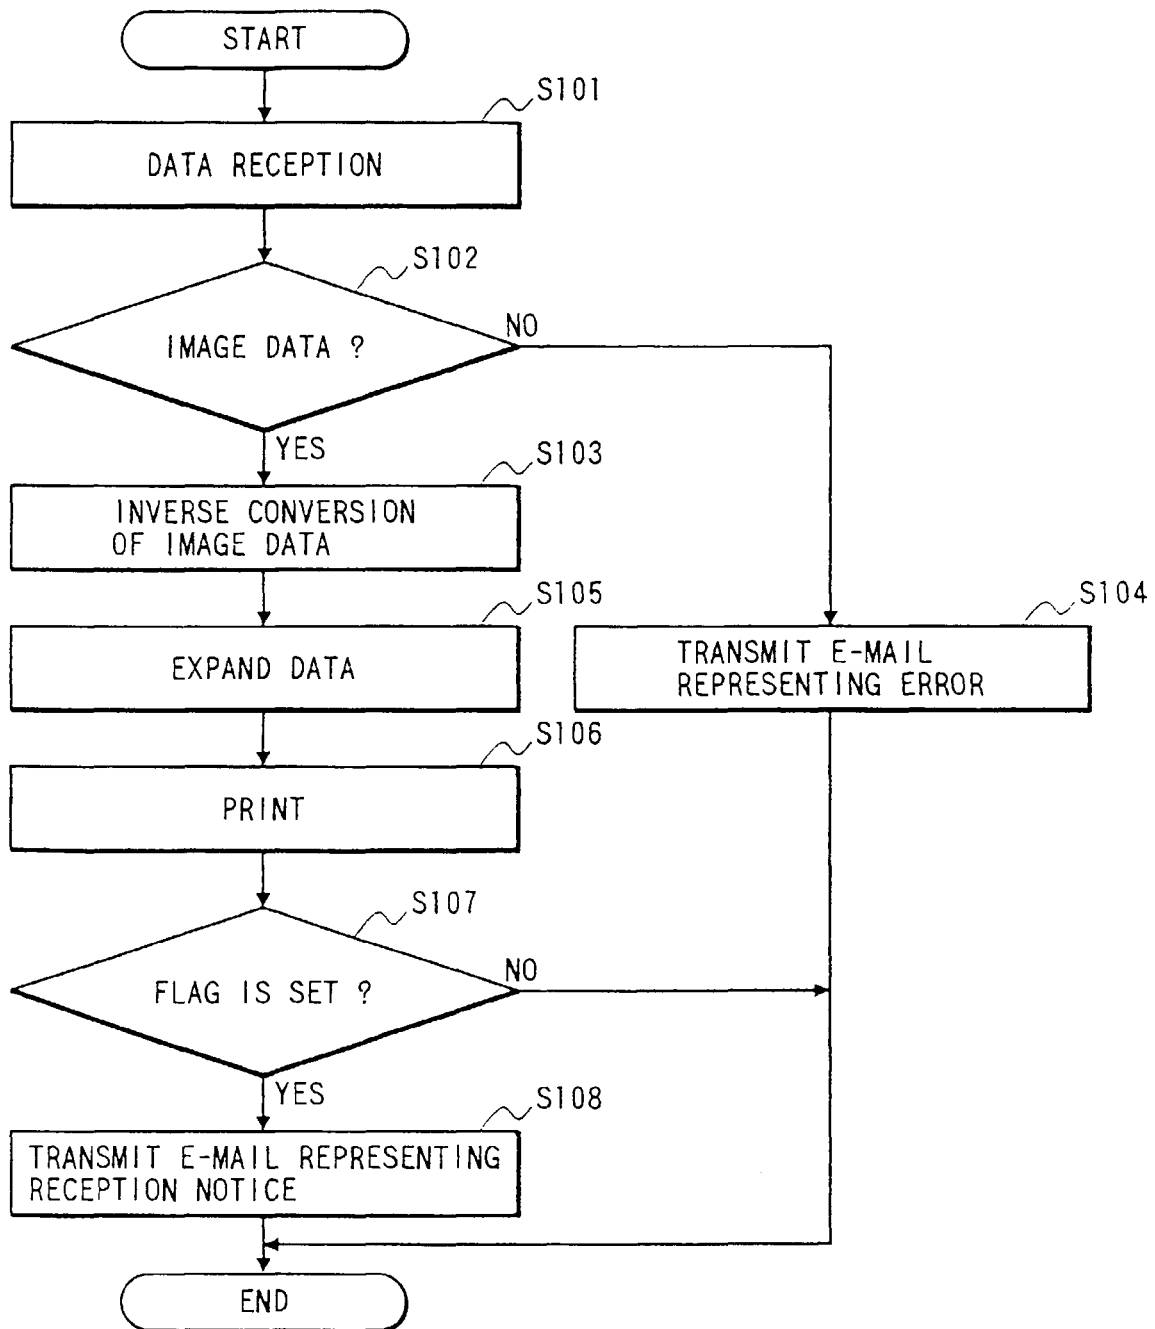 START
S101
DATA RECEPTION
S102
IMAGE DATA ?
NO
YES
S103
INVERSE CONVERSION
OF IMAGE DATA
S105
EXPAND DATA
S104
TRANSMIT E-MAIL
REPRESENTING ERROR
S106
PRINT
S107
FLAG IS SET ?
NO
YES
S108
TRANSMIT E-MAIL REPRESENTING
RECEPTION NOTICE
END